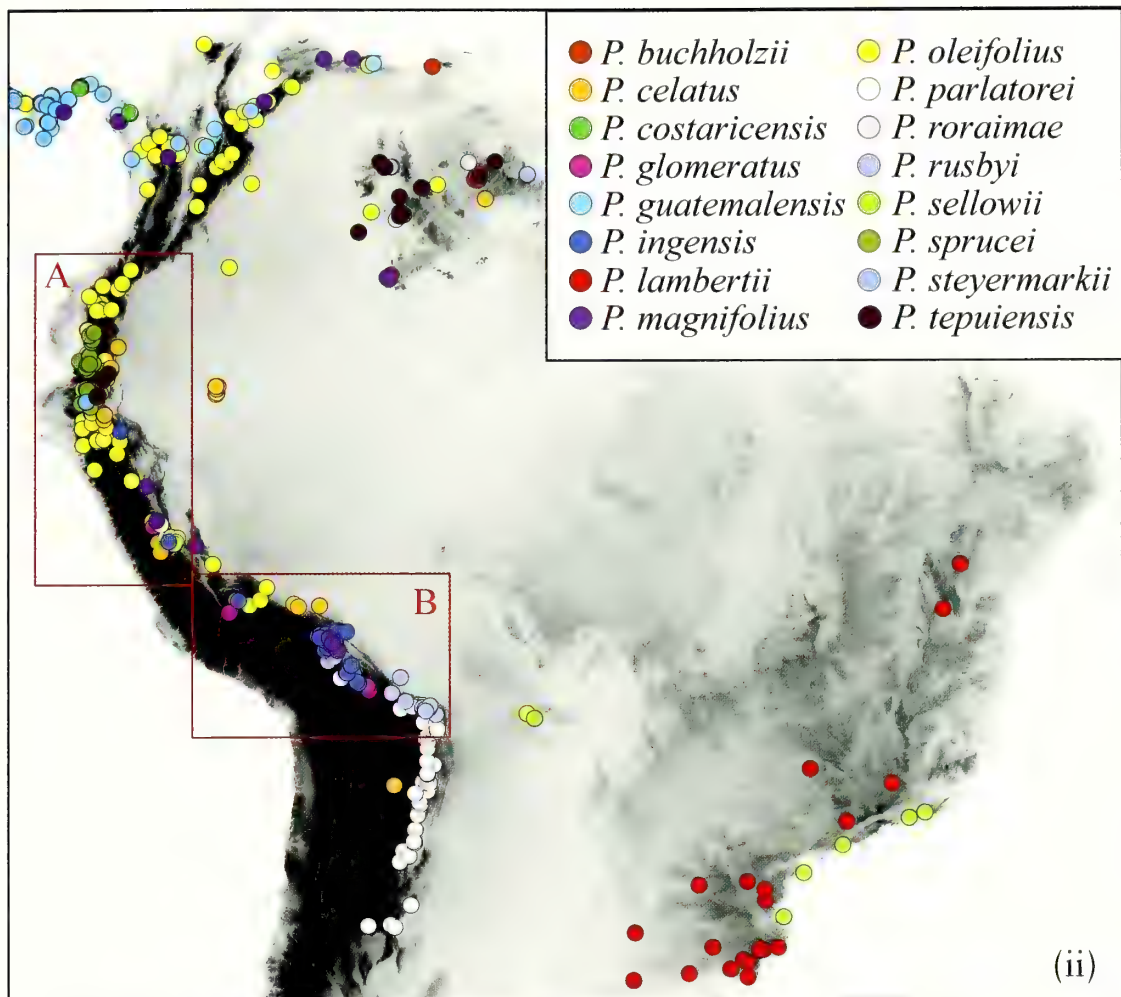 P. buchholzii
P. celatus
P. costaricensis
P. glomeratus
P. guatemalensis
P. ingensis
P. lambertii
P. magnifolius
P. oleifolius
P. parlatorei
P. roraimae
P. rusbyi
P. sellowii
P. sprucei
P. steyermarkii
P. tepuiensis
A
B
(ii)